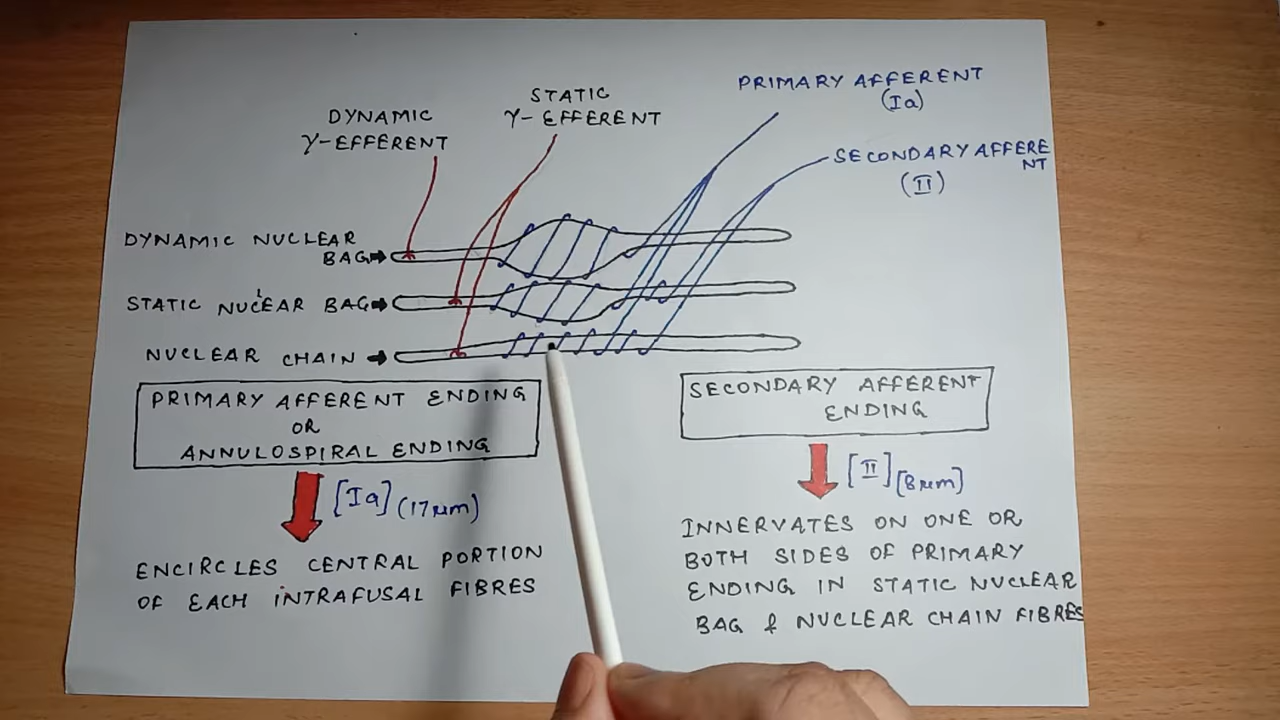 PRIMARY AFFERENT
(Ia)
STATIC
γ-EFFERENT
DYNAMIC
γ-EFFERENT
SECONDARY AFFERE
NT
(II)
DYNAMIC NUCLEAR
BAG
STATIC NUCLEAR BAG
NUCLEAR CHAIN
PRIMARY AFFERENT ENDING
OR
ANNULOSPIRAL ENDING
[Ia] (17μm)
ENCIRCLES CENTRAL PORTION
OF EACH INTRAFUSAL FIBRES
SECONDARY AFFERENT
ENDING
[II] [8μm)
INNERVATES ON ONE OR
BOTH SIDES OF PRIMARY
ENDING IN STATIC NUCLEAR
BAG & NUCLEAR CHAIN FIBRES